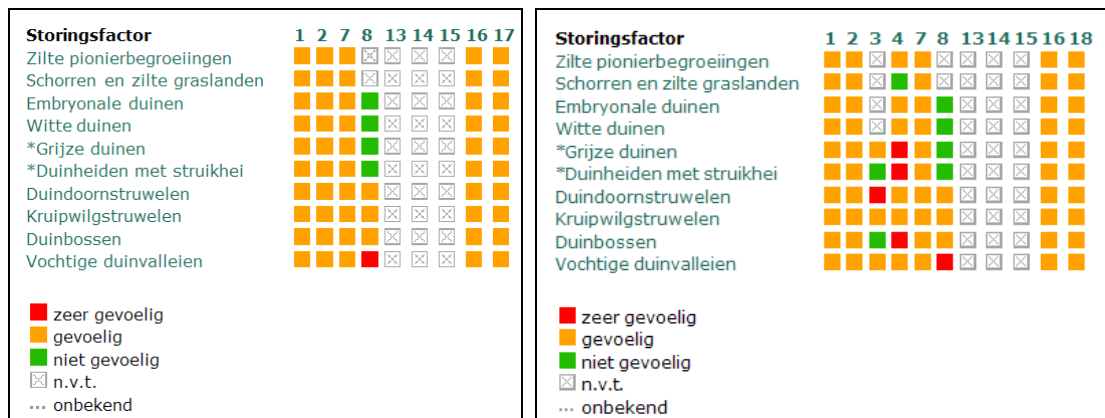 Storingsfactor 1 2 7 8 13 14 15 16 17
Zilte pionierbegroeiingen
Schorren en zilte graslanden
Embryonale duinen
Witte duinen
*Grijze duinen
*Duinheiden met struikhei
Duindoornstruwelen
Kruipwilgstruwelen
Duinbossen
Vochtige duinvalleien
zeer gevoelig
gevoelig
niet gevoelig
n.v.t.
... onbekend
Storingsfactor 1 2 3 4 7 8 13 14 15 16 18
Zilte pionierbegroeiingen
Schorren en zilte graslanden
Embryonale duinen
Witte duinen
*Grijze duinen
*Duinheiden met struikhei
Duindoornstruwelen
Kruipwilgstruwelen
Duinbossen
Vochtige duinvalleien
zeer gevoelig
gevoelig
niet gevoelig
n.v.t.
... onbekend